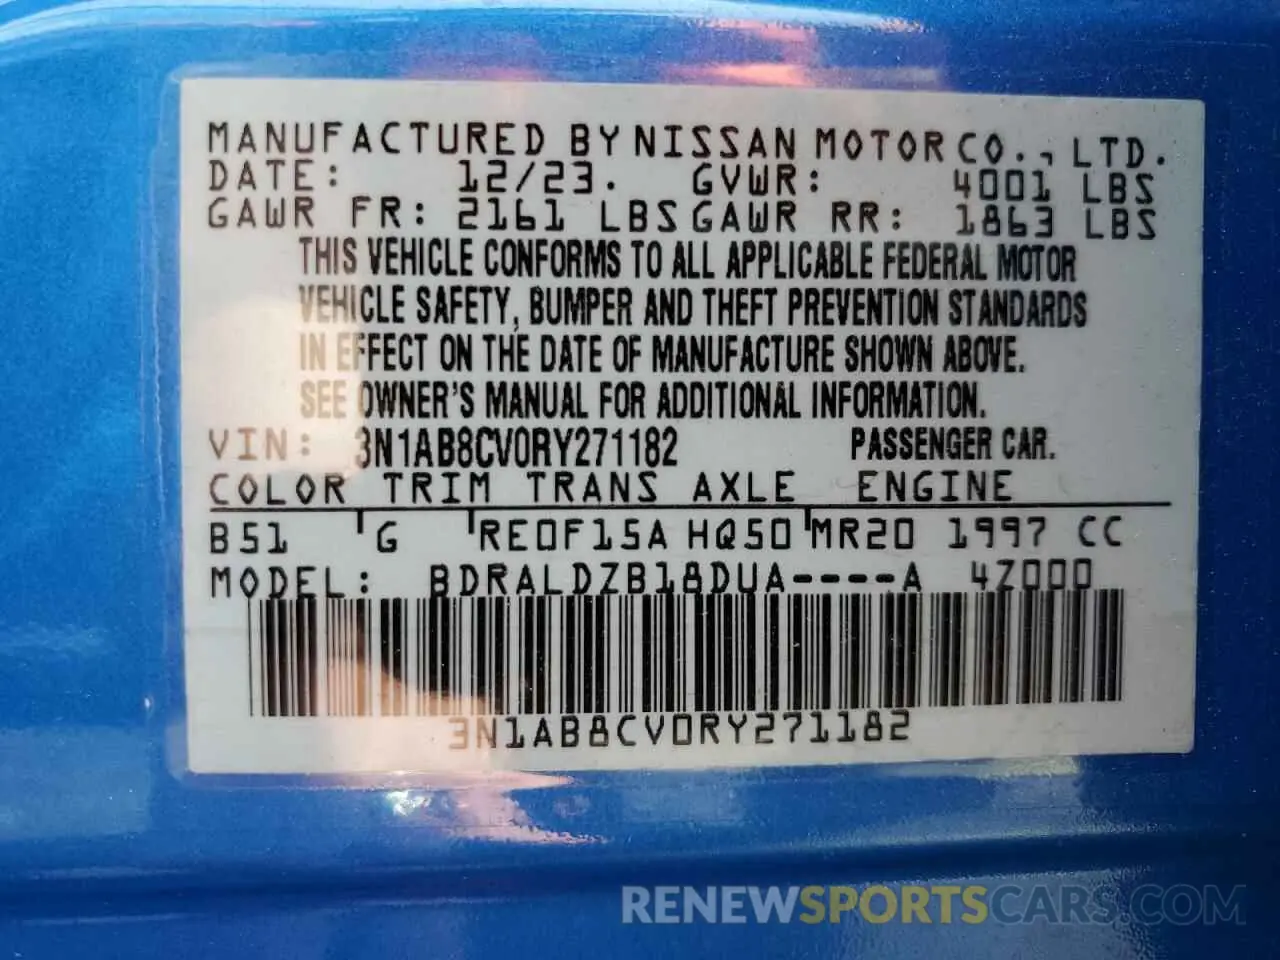 MANUFACTURED BY NISSAN MOTOR CO., LTD.
DATE: 12/23. GVWR: 4001 LBS
GAWR FR: 2161 LBS GAWR RR: 1863 LBS
THIS VEHICLE CONFORMS TO ALL APPLICABLE FEDERAL MOTOR
VEHICLE SAFETY, BUMPER AND THEFT PREVENTION STANDARDS
IN EFFECT ON THE DATE OF MANUFACTURE SHOWN ABOVE.
SEE OWNER'S MANUAL FOR ADDITIONAL INFORMATION.
VIN: 3N1AB8CV0RY271182 PASSENGER CAR.
COLOR TRIM TRANS AXLE ENGINE
B51 G RE0F15A HQ50 MR20 1997 CC
MODEL: BDRALDZB18DUA----A 4Z000
3N1AB8CV0RY271182
RENEWSPORTSCARS.COM